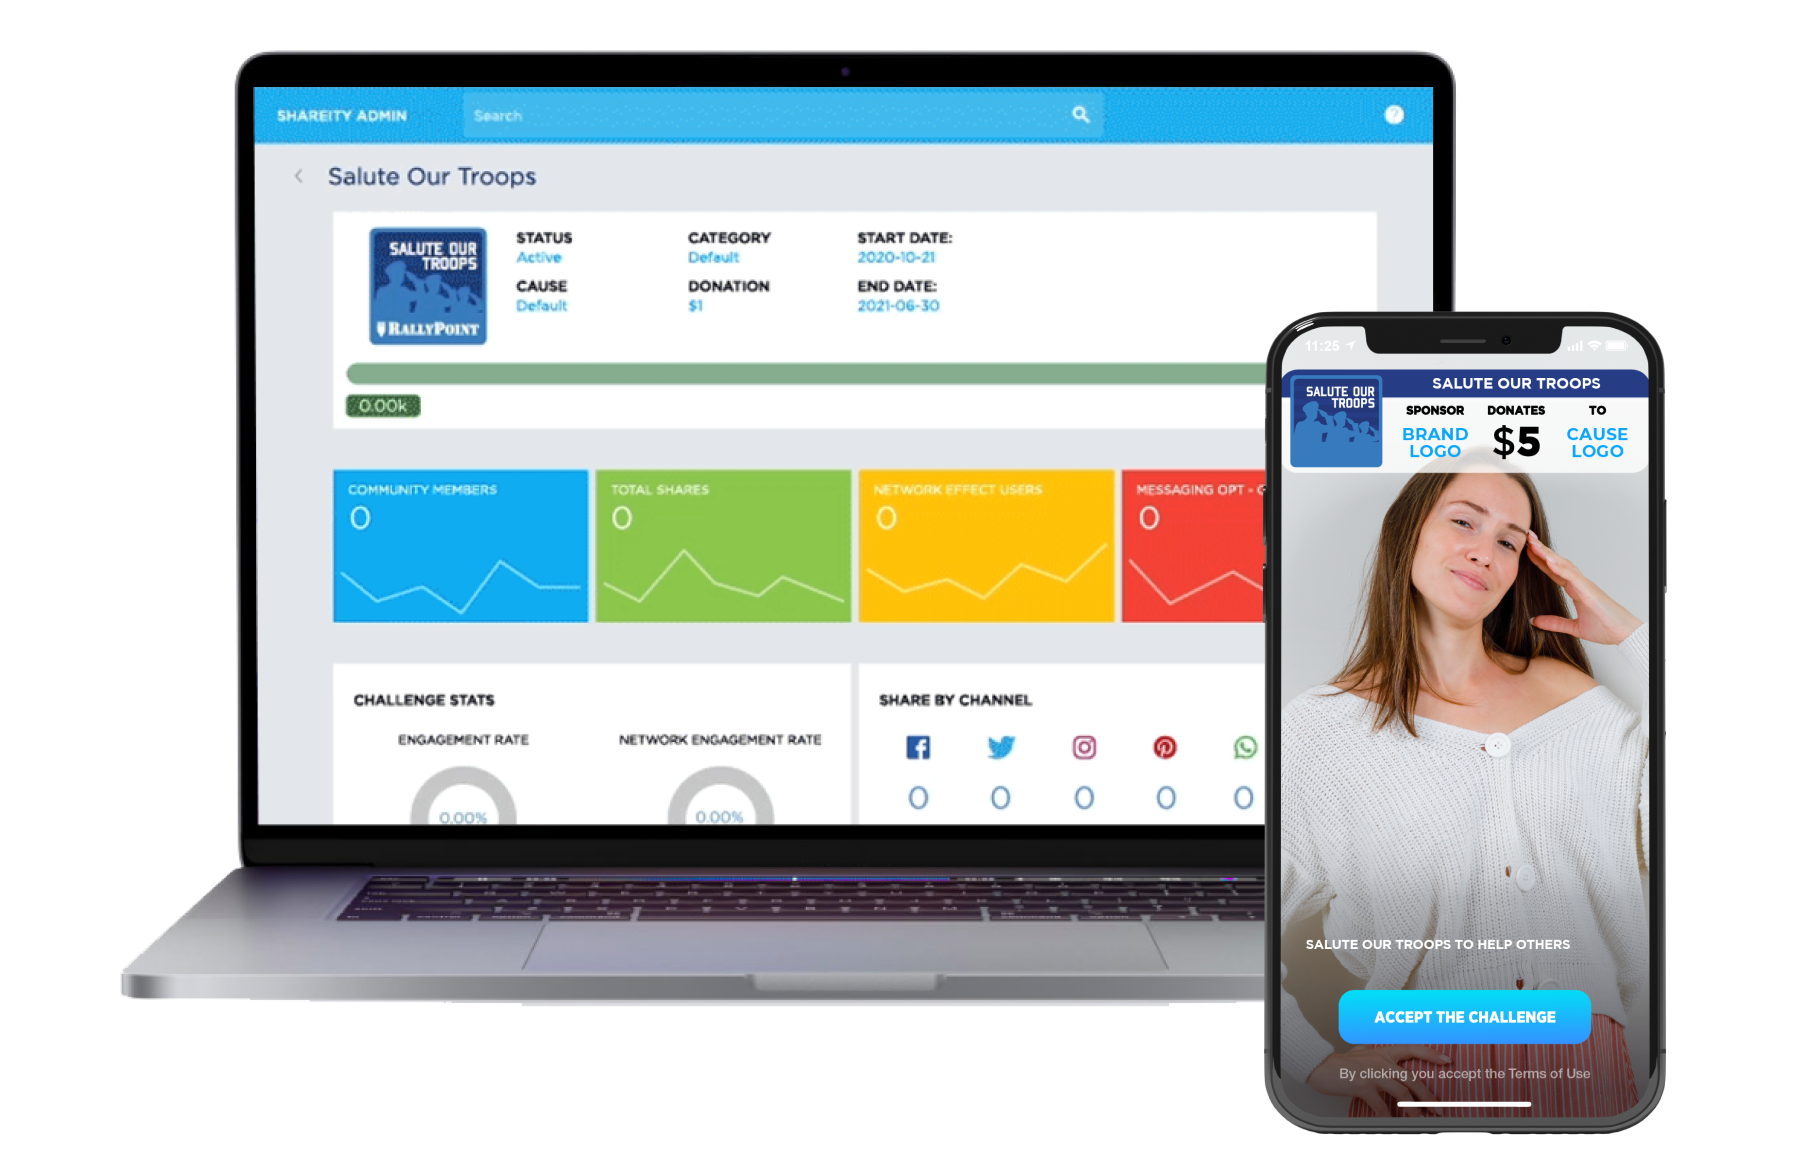 SHAREITY ADMIN
Search
?
Salute Our Troops
SALUTE OUR
TROOPS
RALLYPOINT
STATUS
Active
CATEGORY
Default
START DATE:
2020-10-21
CAUSE
Default
DONATION
$1
END DATE:
2021-06-30
0.00k
COMMUNITY MEMBERS
0
TOTAL SHARES
0
NETWORK EFFECT USERS
0
MESSAGING OPT -
0
CHALLENGE STATS
ENGAGEMENT RATE
0.00%
NETWORK ENGAGEMENT RATE
0.00%
SHARE BY CHANNEL
0 0 0 0 0
11:25
SALUTE OUR
TROOPS
SALUTE OUR TROOPS
SPONSOR DONATES TO
BRAND
LOGO
$5
CAUSE
LOGO
SALUTE OUR TROOPS TO HELP OTHERS
ACCEPT THE CHALLENGE
By clicking you accept the Terms of Use